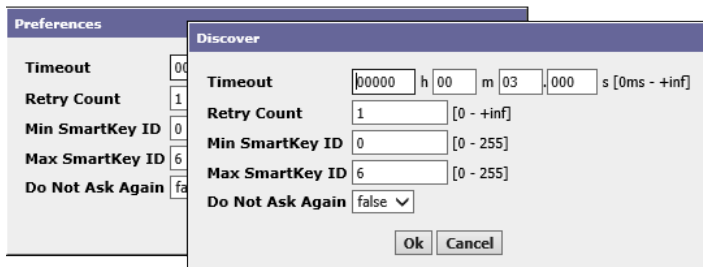 Preferences
Timeout 00
Retry Count 1
Min SmartKey ID 0
Max SmartKey ID 6
Do Not Ask Again fa
Discover
Timeout 00000 h 00 m 03 .000 s [0ms - +inf]
Retry Count 1 [0 - +inf]
Min SmartKey ID 0 [0 - 255]
Max SmartKey ID 6 [0 - 255]
Do Not Ask Again false
Ok Cancel